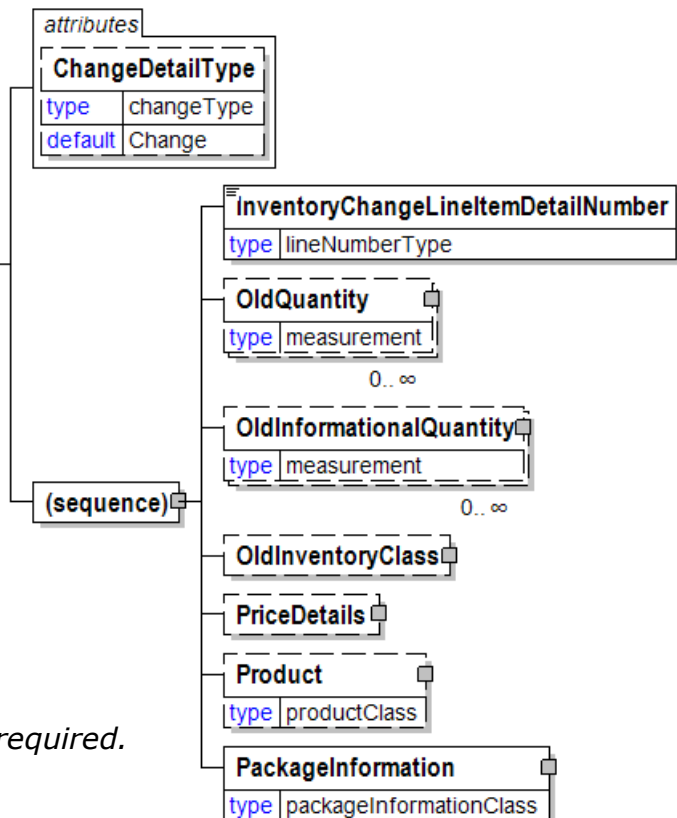 attributes
ChangeDetailType
type changeType
default Change
InventoryChangeLineItemDetailNumber
type lineNumberType
OldQuantity
type measurement
0.. ∞
OldInformationalQuantity
type measurement
0.. ∞
(sequence)
OldInventoryClass
PriceDetails
Product
type productClass
required.
PackageInformation
type packageInformationClass